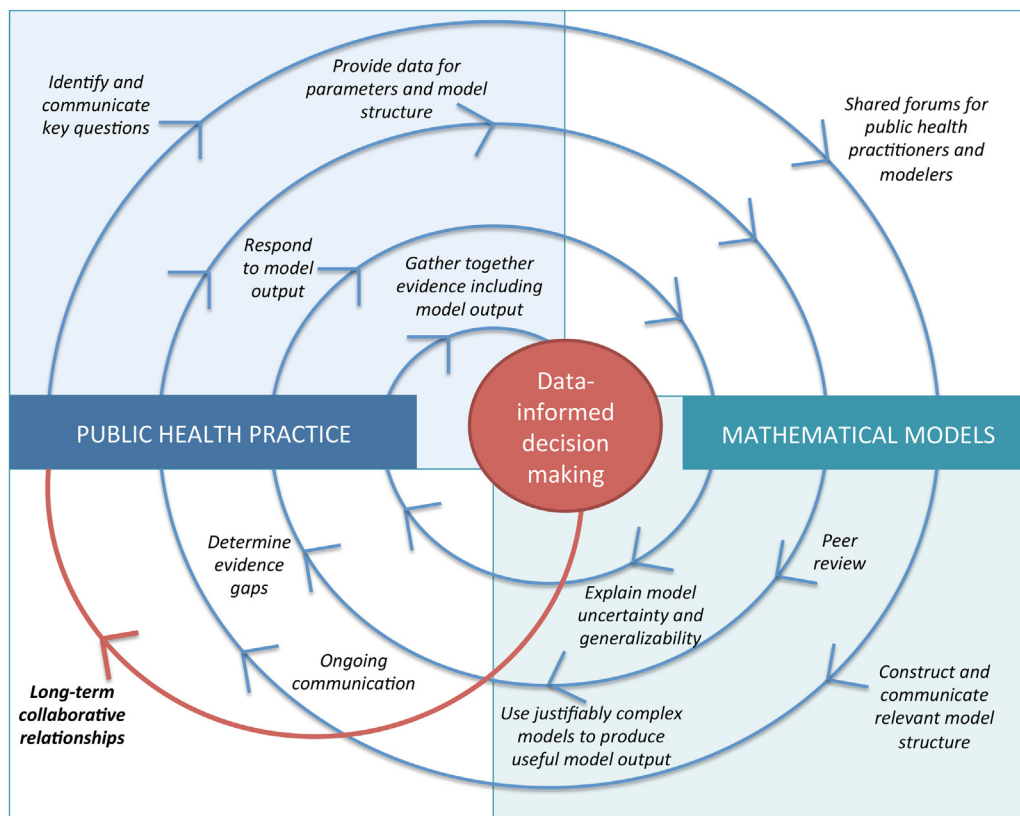 Identify and
communicate
key questions
Provide data for
parameters and model
structure
Shared forums for
public health
practitioners and
modelers
Respond
to model
output
Gather together
evidence including
model output
Data-
informed
decision
making
PUBLIC HEALTH PRACTICE
MATHEMATICAL MODELS
Determine
evidence
gaps
Peer
review
Explain model
uncertainty and
generalizability
Ongoing
communication
Long-term
collaborative
relationships
Use justifiably complex
models to produce
useful model output
Construct and
communicate
relevant model
structure